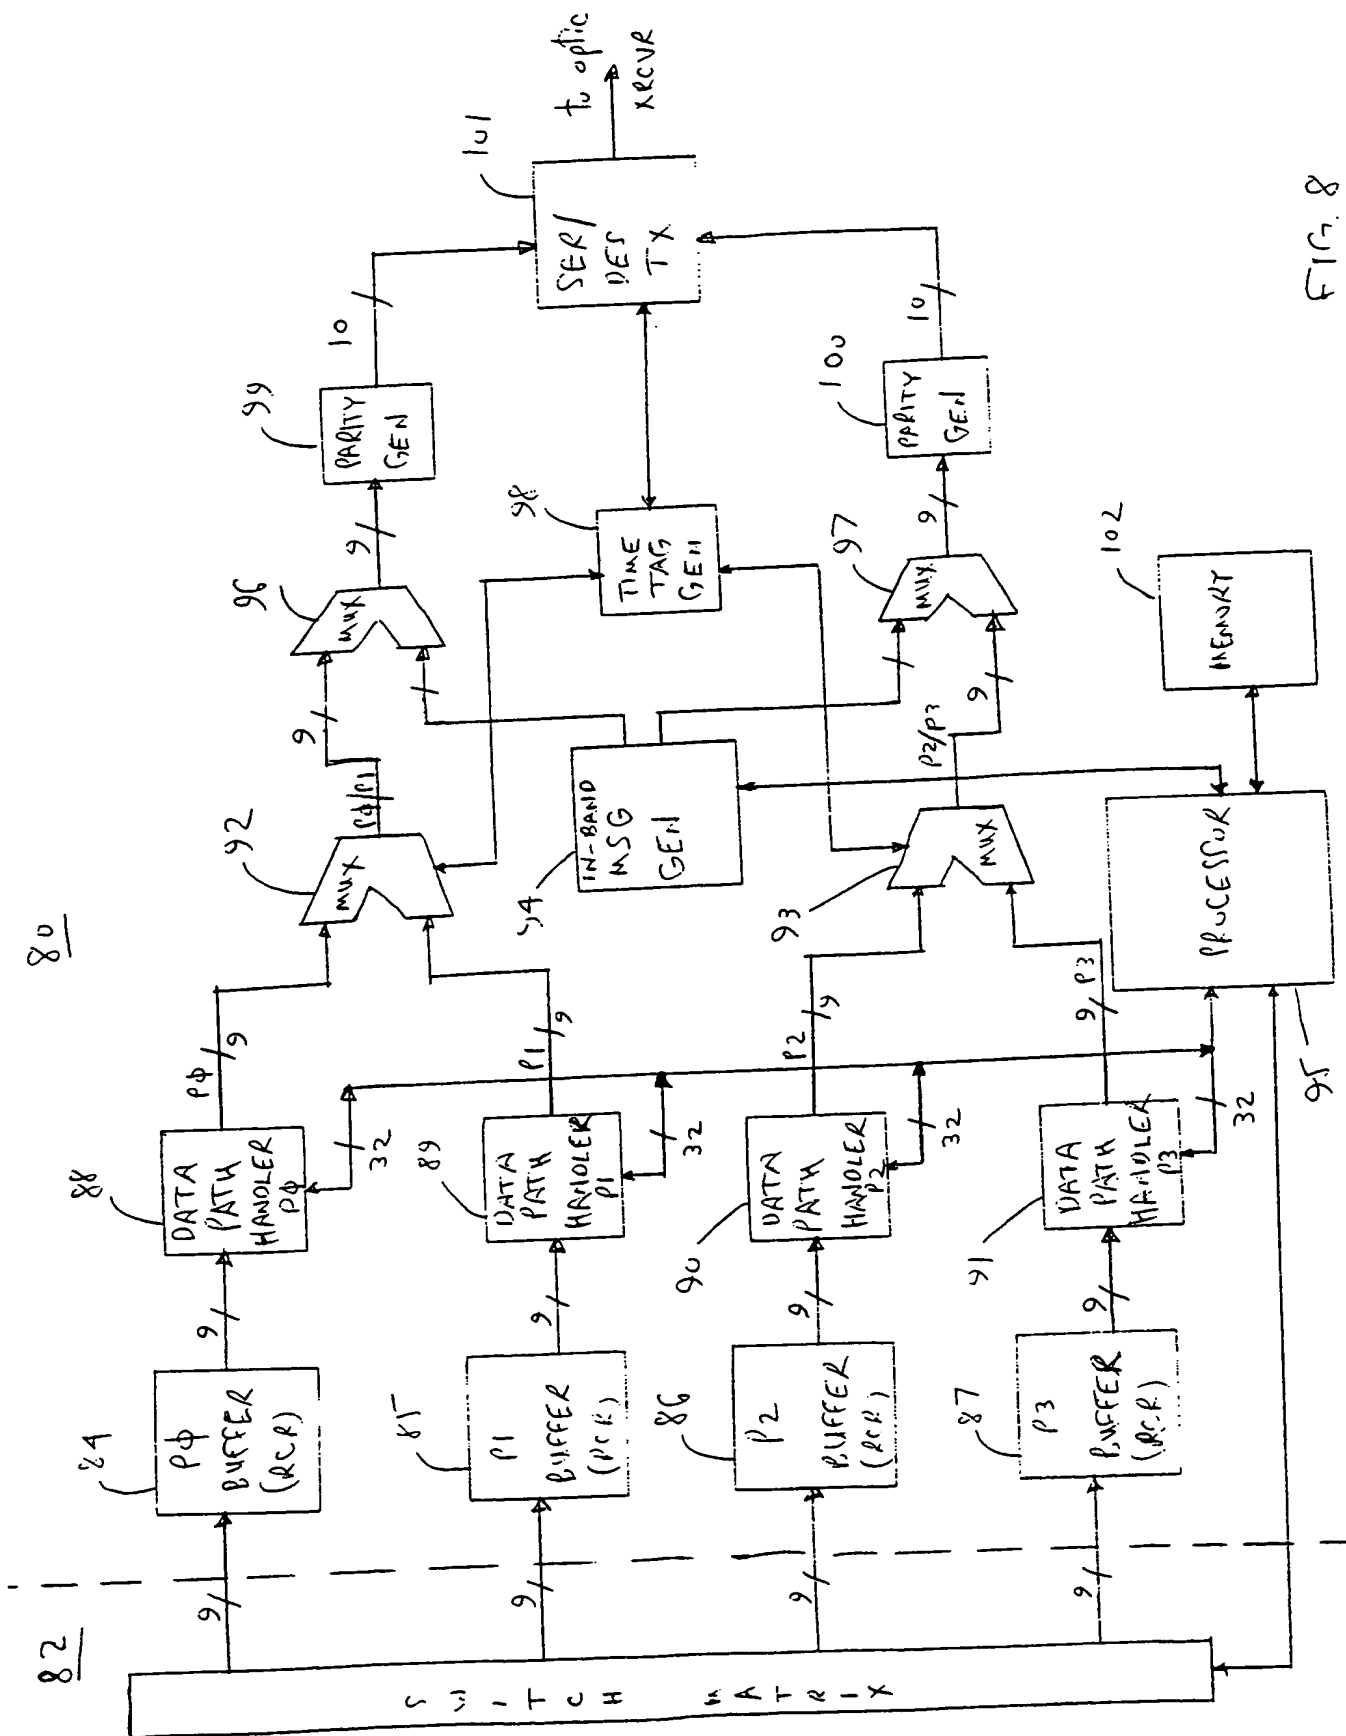 80
82
SWITCH MATRIX
9
9
9
9
84
PΦ
BUFFER
(RCR)
85
P1
BUFFER
(RCR)
86
P2
BUFFER
(RCR)
87
P3
BUFFER
(RCR)
9
9
9
9
88
DATA
PATH
HANDLER
PΦ
89
DATA
PATH
HANDLER
P1
90
DATA
PATH
HANDLER
P2
91
DATA
PATH
HANDLER
P3
32
32
32
32
PΦ
9
P1
9
P2
9
P3
9
92
MUX
93
MUX
94
IN-BAND
MSG
GEN
95
PROCESSOR
PΦ/P1
9
P2/P3
9
96
MUX
97
MUX
98
TIME
TAG
GEN
102
MEMORY
9
9
99
PARITY
GEN
100
PARITY
GEN
10
10
101
SER/
DES
TX
to optic
XRCVR
FIG. 8